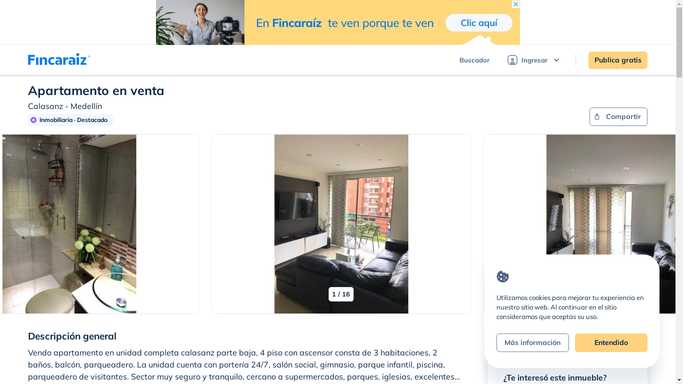 En Fincaraíz te ven porque te ven
Clic aquí
Fincaraíz
Buscador
Ingresar
Publica gratis
Apartamento en venta
Calasanz - Medellín
Inmobiliaria · Destacado
Compartir
1 / 16
Utilizamos cookies para mejorar tu experiencia en
nuestro sitio web. Al continuar en el sitio
consideramos que aceptas su uso.
Más información
Entendido
Descripción general
Vendo apartamento en unidad completa calasanz parte baja, 4 piso con ascensor consta de 3 habitaciones, 2
baños, balcón, parqueadero. La unidad cuenta con portería 24/7, salón social, gimnasio, parque infantil, piscina,
parqueadero de visitantes. Sector muy seguro y tranquilo, cercano a supermercados, parques, iglesias, excelentes...
¿Te interesó este inmueble?